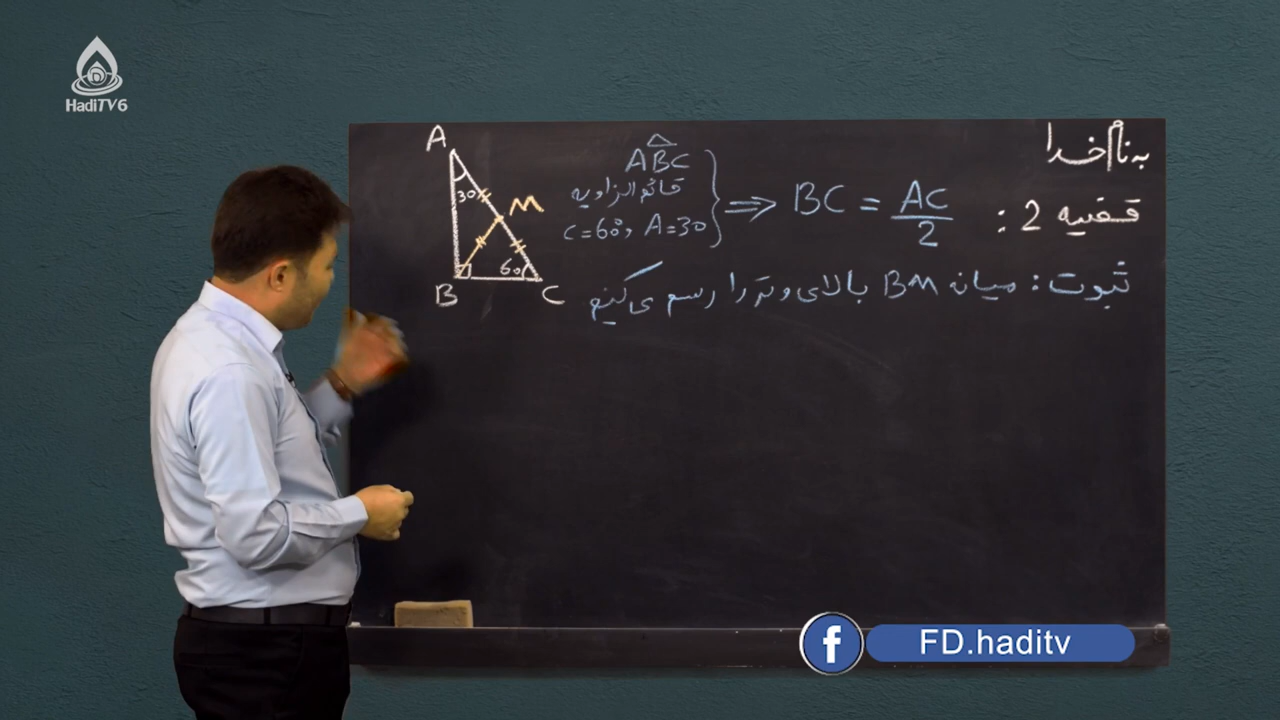 HadiTV6
به نام خدا
قضیه 2 :
ABC
قائم الزاویه
C=60°, A=30
⇒ BC = AC/2
ثبوت : میانه BM بالای وتر را رسم می کنیم
A
30
M
60
B
C
f FD.haditv